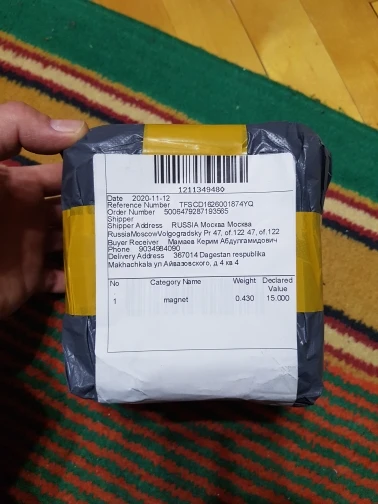 1211349480
Date 2020-11-12
Reference Number TFSCD1626001874YQ
Order Number 5006479287193565
Shipper
Shipper Address RUSSIA Москва Москва
RussiaMoscowVolgogradsky Pr 47, of.122 47, of.122
Buyer Receiver Мамаев Керим Абдулгамидович
Phone 9034984090
Delivery Address 367014 Dagestan respublika
Makhachkala ул.Айвазовского, д 4 кв 4
No Category Name Weight Declared Value
1 magnet 0.430 15.000